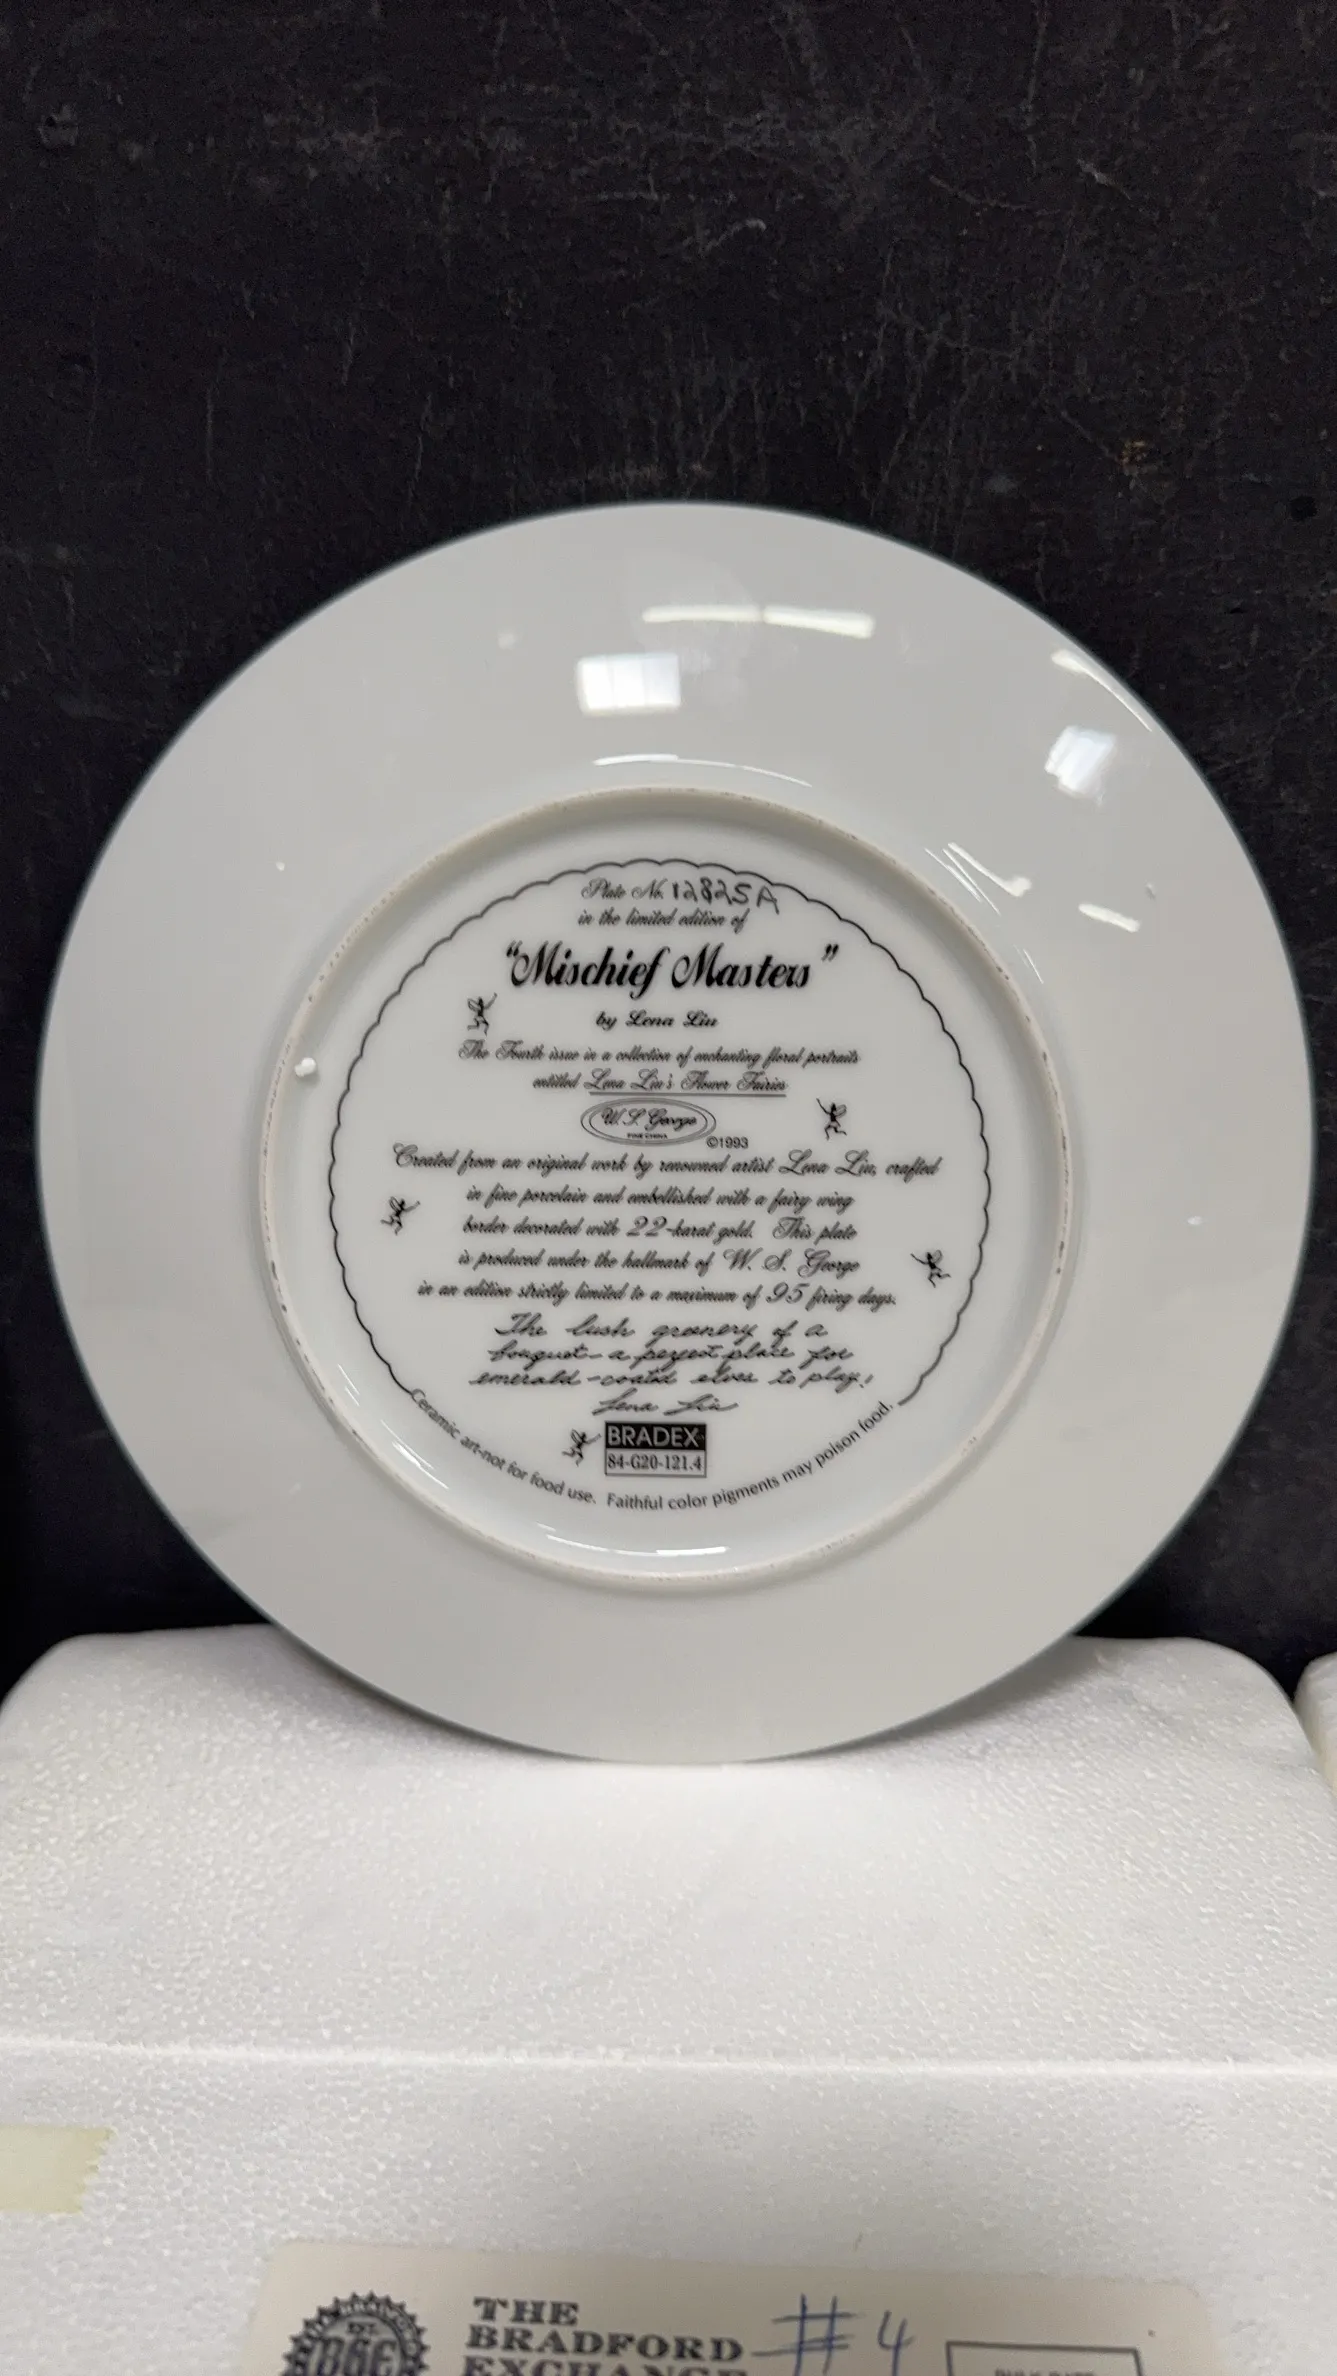 Plate No. 12825A
in the limited edition of
"Mischief Masters"
by Lena Liu
The Fourth issue in a collection of enchanting floral portraits
entitled Lena Liu's Flower Fairies
W. S. George
FINE CHINA
©1993
Created from an original work by renowned artist Lena Liu, crafted
in fine porcelain and embellished with a fairy wing
border decorated with 22-karat gold. This plate
is produced under the hallmark of W. S. George
in an edition strictly limited to a maximum of 95 firing days.
The lush greenery of a
bouquet - a perfect place for
emerald-coated elves to play!
Lena Liu
BRADEX
84-G20-121.4
Ceramic art-not for food use. Faithful color pigments may poison food.
THE
BRADFORD
EXCHANGE
#4
EST.